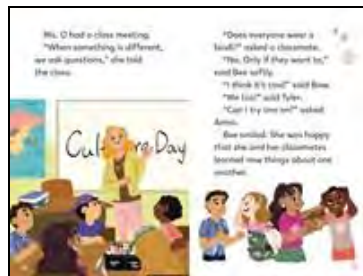 Ms. O had a class meeting.
"When something is different,
we ask questions," she told
the class.
Culture Day
"Does everyone wear a
bindi?" asked a classmate.
"No. Only if they want to,"
said Bee softly.
"I think it's cool!" said Bow.
"Me too!" said Tyler.
"Can I try one on?" asked
Bee smiled. She was happy
that she and her classmates
learned new things about one
another.